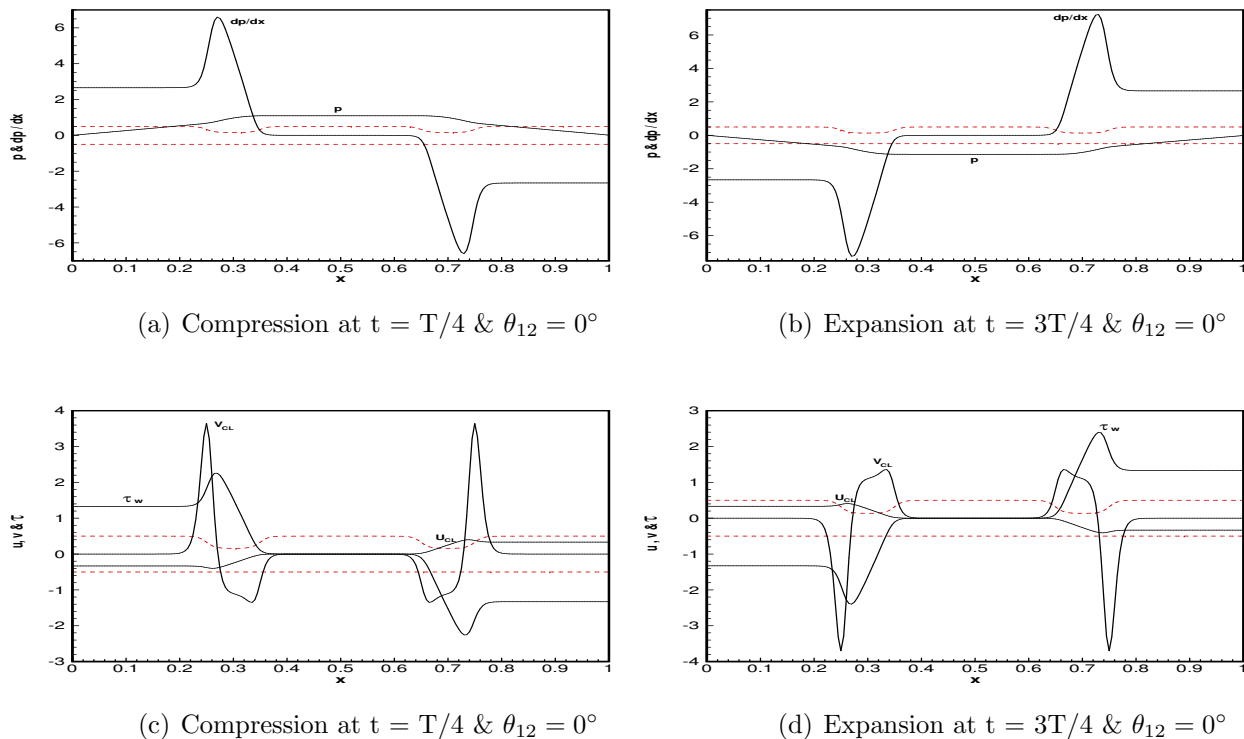 dp/dx
6
4
2
0
-2
-4
-6
p & dp/dx
p
0 0.1 0.2 0.3 0.4 0.5 0.6 0.7 0.8 0.9 1
x
(a) Compression at t = T/4 & θ₁₂ = 0°
dp/dx
6
4
2
0
-2
-4
-6
p & dp/dx
p
0 0.1 0.2 0.3 0.4 0.5 0.6 0.7 0.8 0.9 1
x
(b) Expansion at t = 3T/4 & θ₁₂ = 0°
4
3
2
1
0
-1
-2
-3
u, v & τ
V_CL
τ_w
U_CL
0 0.1 0.2 0.3 0.4 0.5 0.6 0.7 0.8 0.9 1
x
(c) Compression at t = T/4 & θ₁₂ = 0°
3
2
1
0
-1
-2
-3
-4
u, v & τ
τ_w
V_CL
U_CL
0 0.1 0.2 0.3 0.4 0.5 0.6 0.7 0.8 0.9 1
x
(d) Expansion at t = 3T/4 & θ₁₂ = 0°